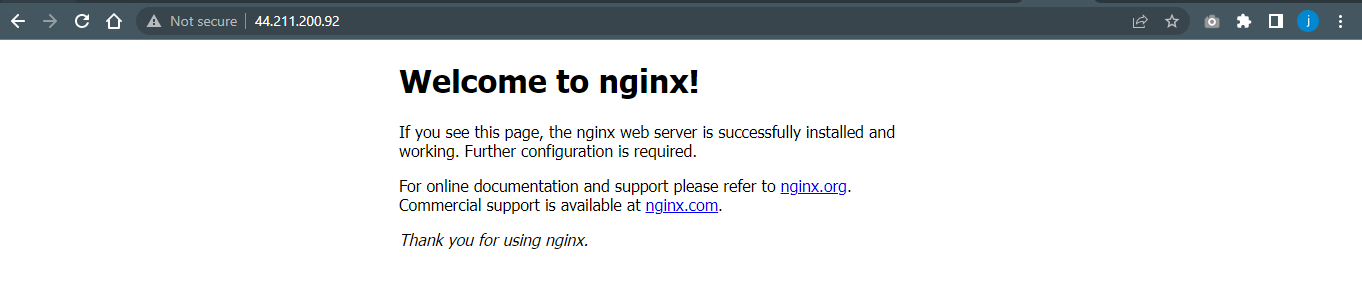 Not secure 44.211.200.92
j
Welcome to nginx!
If you see this page, the nginx web server is successfully installed and
working. Further configuration is required.
For online documentation and support please refer to nginx.org.
Commercial support is available at nginx.com.
Thank you for using nginx.